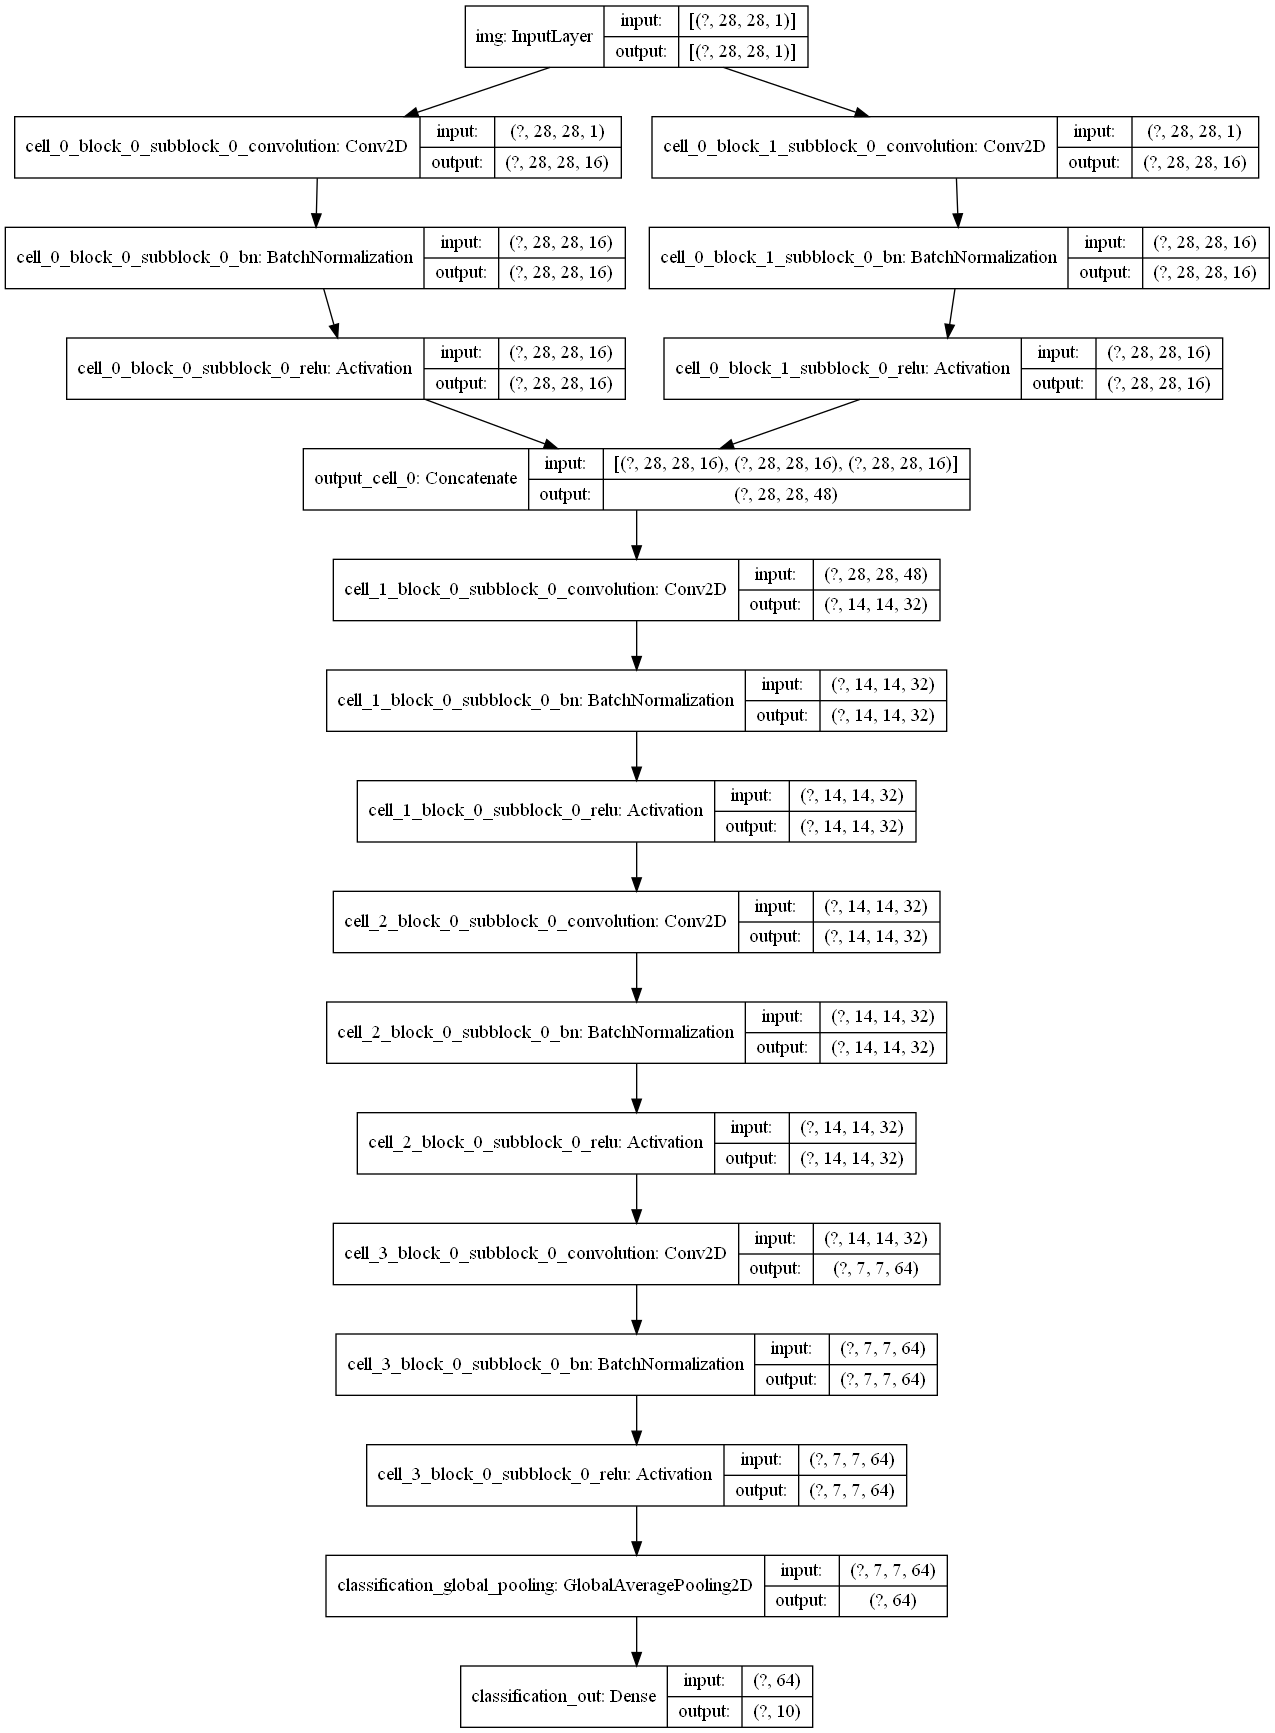 img: InputLayer
input: [(?, 28, 28, 1)]
output: [(?, 28, 28, 1)]
cell_0_block_0_subblock_0_convolution: Conv2D
input: (?, 28, 28, 1)
output: (?, 28, 28, 16)
cell_0_block_1_subblock_0_convolution: Conv2D
input: (?, 28, 28, 1)
output: (?, 28, 28, 16)
cell_0_block_0_subblock_0_bn: BatchNormalization
input: (?, 28, 28, 16)
output: (?, 28, 28, 16)
cell_0_block_1_subblock_0_bn: BatchNormalization
input: (?, 28, 28, 16)
output: (?, 28, 28, 16)
cell_0_block_0_subblock_0_relu: Activation
input: (?, 28, 28, 16)
output: (?, 28, 28, 16)
cell_0_block_1_subblock_0_relu: Activation
input: (?, 28, 28, 16)
output: (?, 28, 28, 16)
output_cell_0: Concatenate
input: [(?, 28, 28, 16), (?, 28, 28, 16), (?, 28, 28, 16)]
output: (?, 28, 28, 48)
cell_1_block_0_subblock_0_convolution: Conv2D
input: (?, 28, 28, 48)
output: (?, 14, 14, 32)
cell_1_block_0_subblock_0_bn: BatchNormalization
input: (?, 14, 14, 32)
output: (?, 14, 14, 32)
cell_1_block_0_subblock_0_relu: Activation
input: (?, 14, 14, 32)
output: (?, 14, 14, 32)
cell_2_block_0_subblock_0_convolution: Conv2D
input: (?, 14, 14, 32)
output: (?, 14, 14, 32)
cell_2_block_0_subblock_0_bn: BatchNormalization
input: (?, 14, 14, 32)
output: (?, 14, 14, 32)
cell_2_block_0_subblock_0_relu: Activation
input: (?, 14, 14, 32)
output: (?, 14, 14, 32)
cell_3_block_0_subblock_0_convolution: Conv2D
input: (?, 14, 14, 32)
output: (?, 7, 7, 64)
cell_3_block_0_subblock_0_bn: BatchNormalization
input: (?, 7, 7, 64)
output: (?, 7, 7, 64)
cell_3_block_0_subblock_0_relu: Activation
input: (?, 7, 7, 64)
output: (?, 7, 7, 64)
classification_global_pooling: GlobalAveragePooling2D
input: (?, 7, 7, 64)
output: (?, 64)
classification_out: Dense
input: (?, 64)
output: (?, 10)